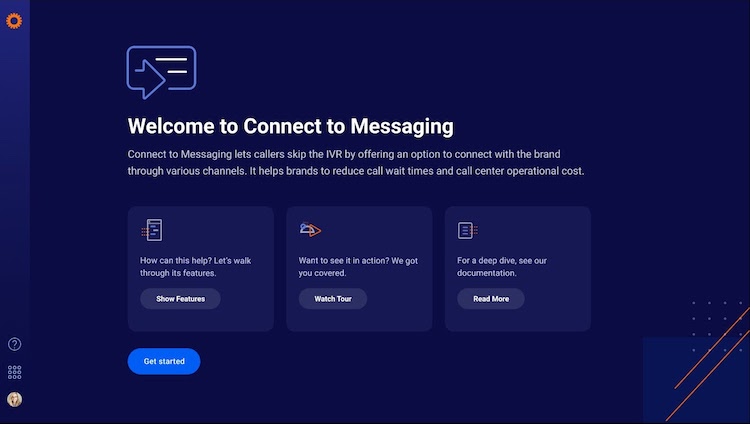 Welcome to Connect to Messaging
Connect to Messaging lets callers skip the IVR by offering an option to connect with the brand
through various channels. It helps brands to reduce call wait times and call center operational cost.
How can this help? Let's walk
through its features.
Show Features
Want to see it in action? We got
you covered.
Watch Tour
For a deep dive, see our
documentation.
Read More
Get started